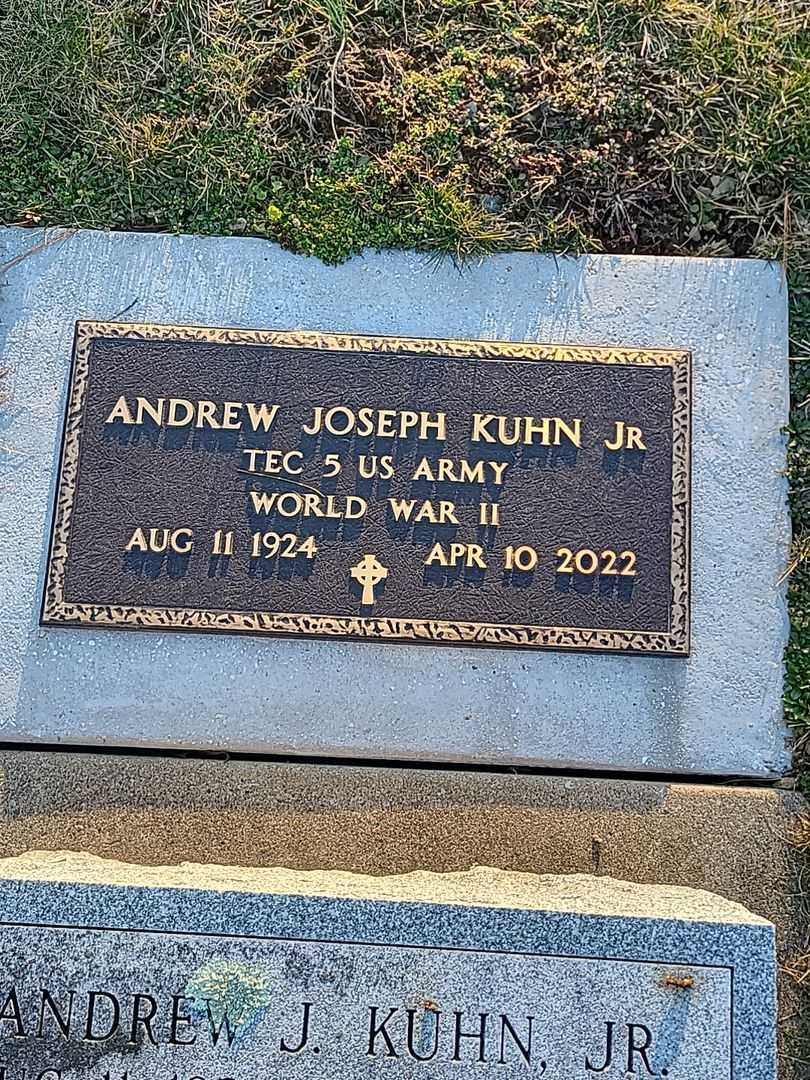 ANDREW JOSEPH KUHN JR
TEC 5 US ARMY
WORLD WAR II
AUG 11 1924 APR 10 2022
ANDREW J. KUHN, JR.